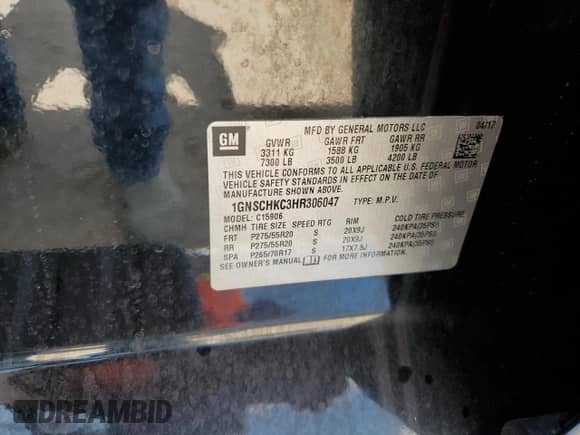 GM
MFD BY GENERAL MOTORS LLC 04/17
GVWR GAWR FRT GAWR RR
3311 KG 1588 KG 1905 KG
7300 LB 3500 LB 4200 LB
THIS VEHICLE CONFORMS TO ALL APPLICABLE U.S. FEDERAL MOTOR
VEHICLE SAFETY STANDARDS IN EFFECT ON THE DATE OF
MANUFACTURE SHOWN ABOVE.
1GNSCHKC3HR306047 TYPE: M.P.V.
MODEL: C15906
CHMH TIRE SIZE SPEED RTG RIM COLD TIRE PRESSURE
FRT P275/55R20 S 20X9J 240KPA(35PSI)
RR P275/55R20 S 20X9J 240KPA(35PSI)
SPA P265/70R17 S 17X7.5J 240KPA(35PSI)
SEE OWNER'S MANUAL FOR MORE INFORMATION.
DREAMBID